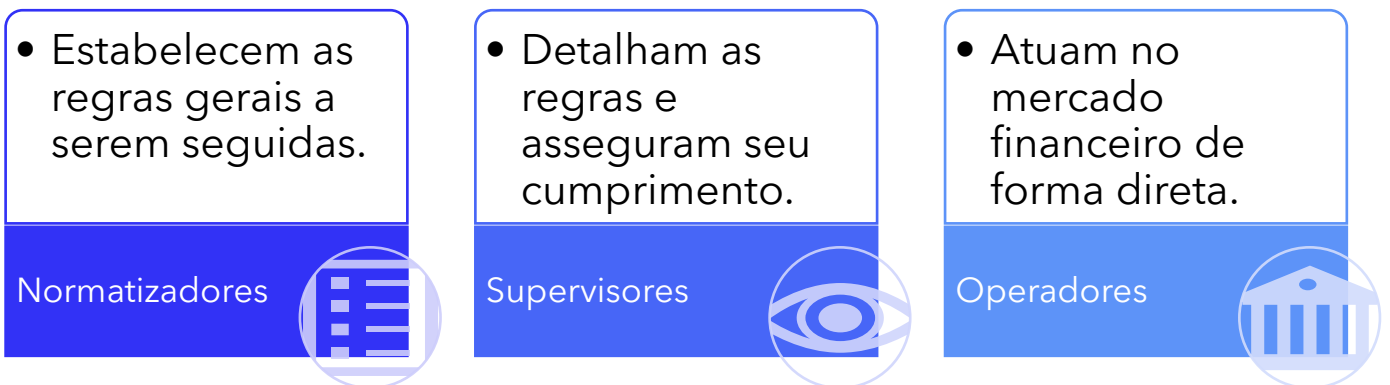 • Estabelecem as
regras gerais a
serem seguidas.
Normatizadores
• Detalham as
regras e
asseguram seu
cumprimento.
Supervisores
• Atuam no
mercado
financeiro de
forma direta.
Operadores